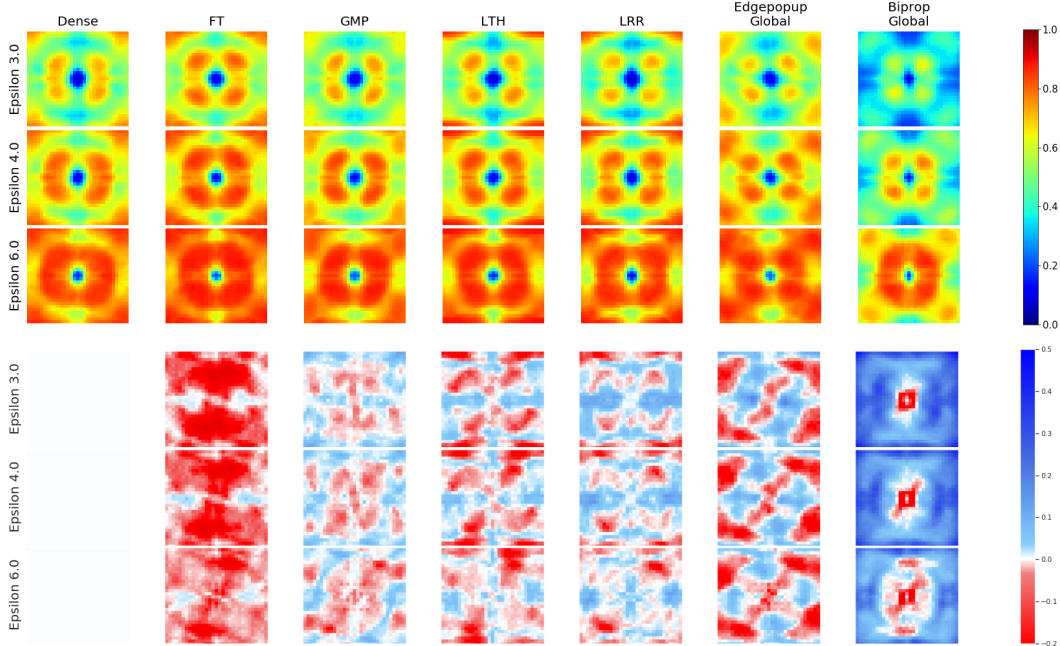 Dense FT GMP LTH LRR Edgepopup Global Biprop Global
Epsilon 3.0
Epsilon 4.0
Epsilon 6.0
1.0
0.8
0.6
0.4
0.2
0.0
Epsilon 3.0
Epsilon 4.0
Epsilon 6.0
0.5
0.4
0.3
0.2
0.1
0.0
−0.1
−0.2